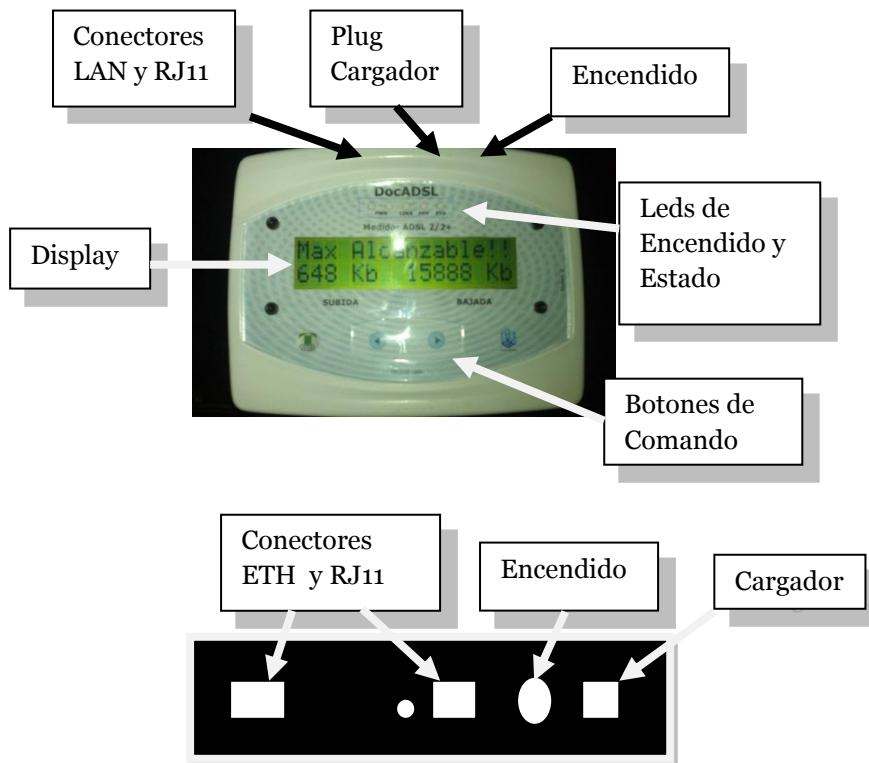 Conectores
LAN y RJ11
Plug
Cargador
Encendido
DocADSL
Medidor ADSL 2/2+
Max Alcanzable!!
648 Kb 15888 Kb
SUBIDA
BAJADA
Display
Leds de
Encendido y
Estado
Botones de
Comando
Conectores
ETH y RJ11
Encendido
Cargador